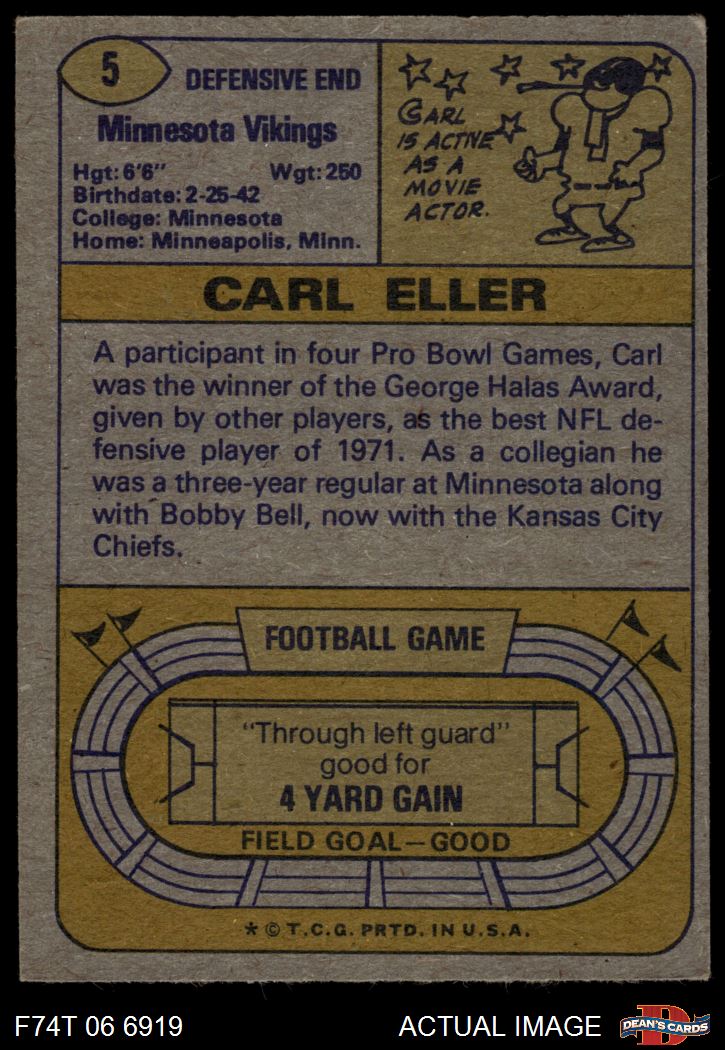 5
DEFENSIVE END
Minnesota Vikings
Hgt: 6'6" Wgt: 250
Birthdate: 2-25-42
College: Minnesota
Home: Minneapolis, Minn.
CARL
IS ACTIVE
AS A
MOVIE
ACTOR.
CARL ELLER
A participant in four Pro Bowl Games, Carl
was the winner of the George Halas Award,
given by other players, as the best NFL de-
fensive player of 1971. As a collegian he
was a three-year regular at Minnesota along
with Bobby Bell, now with the Kansas City
Chiefs.
FOOTBALL GAME
"Through left guard"
good for
4 YARD GAIN
FIELD GOAL—GOOD
* © T.C.G. PRTD. IN U.S.A.
F74T 06 6919 ACTUAL IMAGE
D
DEAN'S CARDS